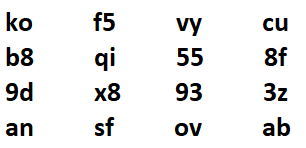 ko f5 vy cu
b8 qi 55 8f
9d x8 93 3z
an sf ov ab